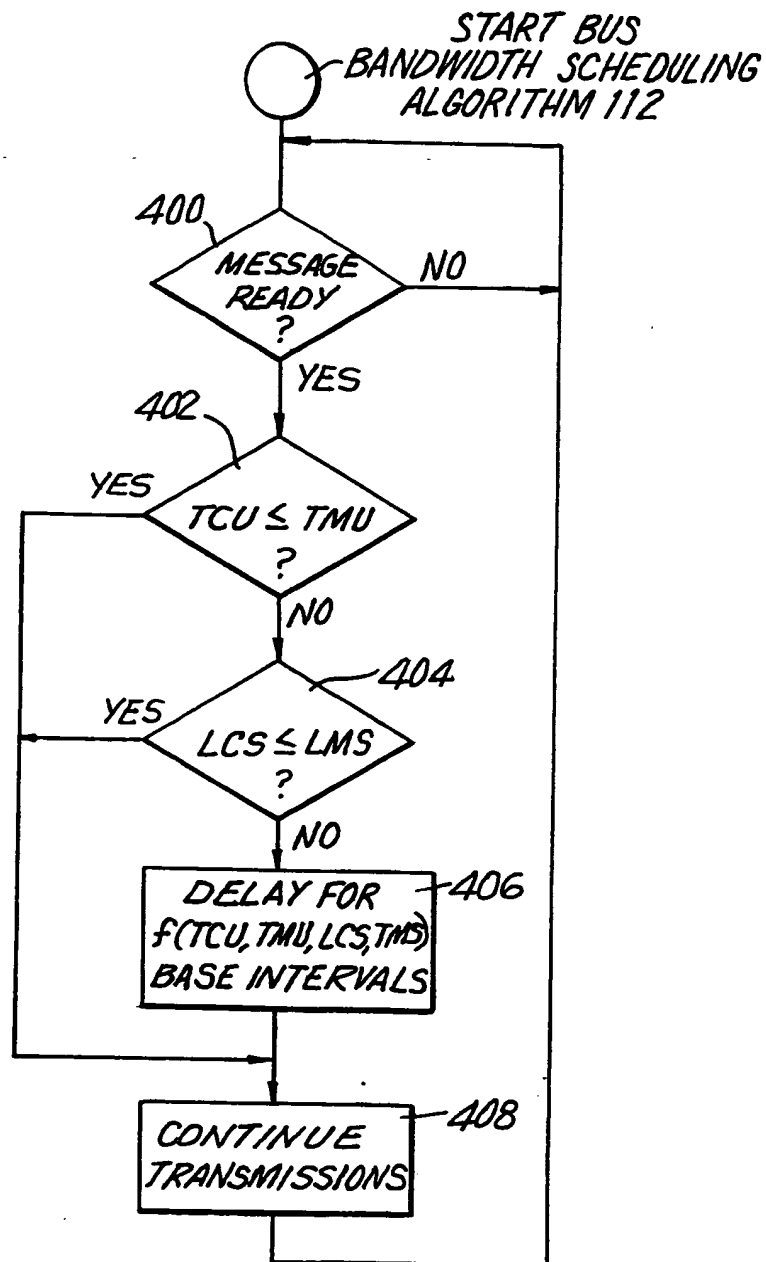 START BUS
BANDWIDTH SCHEDULING
ALGORITHM 112
400
MESSAGE
READY
?
NO
YES
402
YES
TCU ≤ TMU
?
NO
404
YES
LCS ≤ LMS
?
NO
DELAY FOR
f(TCU, TMU, LCS, TMS)
BASE INTERVALS
406
CONTINUE
TRANSMISSIONS
408